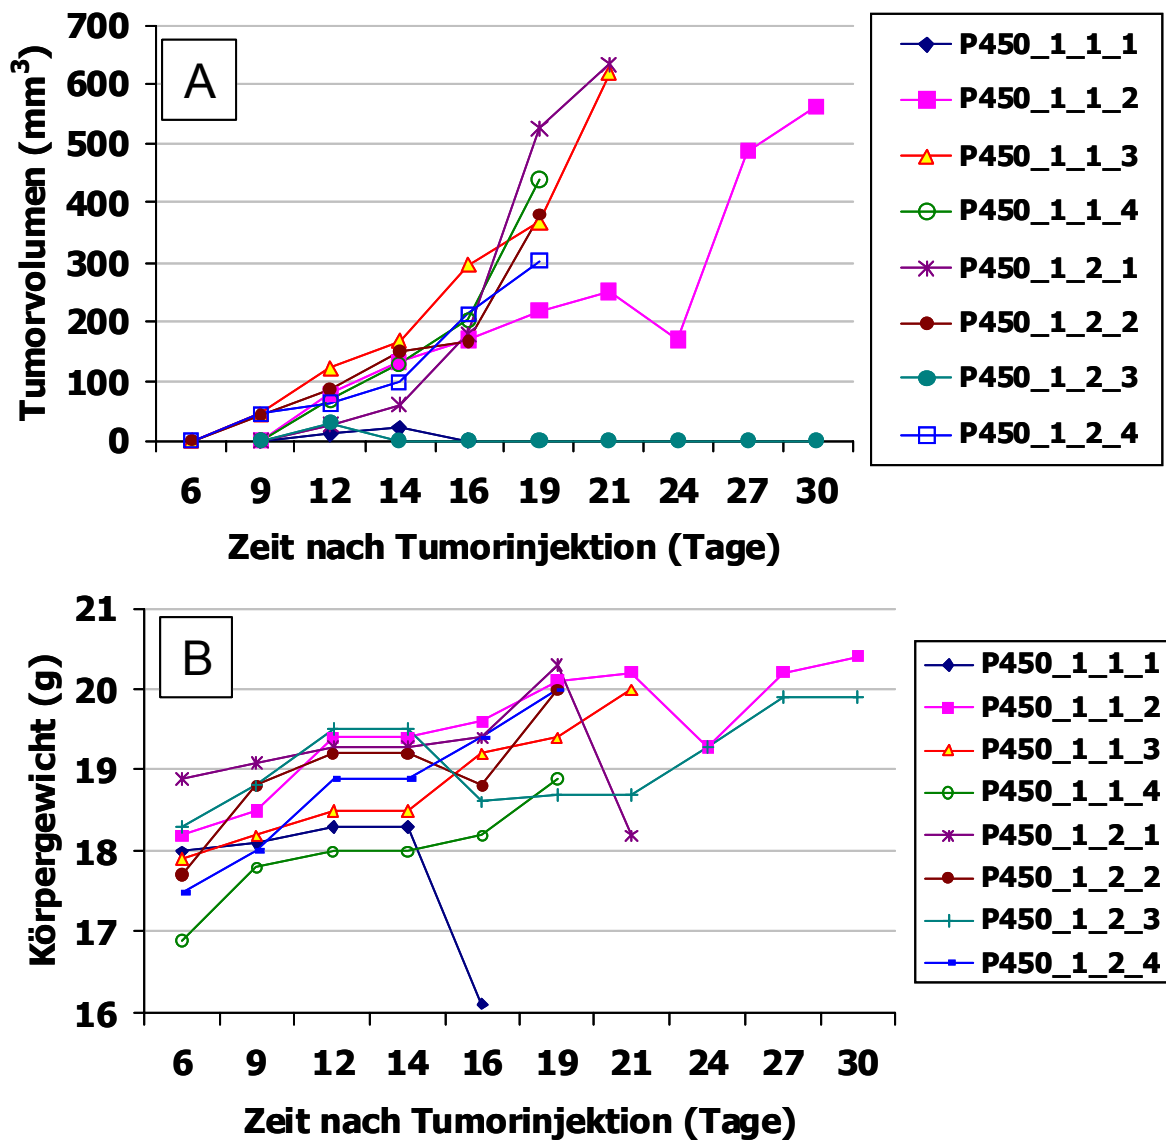 700
600
500
400
300
200
100
0
Tumorvolumen (mm³)
A
6 9 12 14 16 19 21 24 27 30
Zeit nach Tumorinjektion (Tage)
P450_1_1_1
P450_1_1_2
P450_1_1_3
P450_1_1_4
P450_1_2_1
P450_1_2_2
P450_1_2_3
P450_1_2_4
21
20
19
18
17
16
Körpergewicht (g)
B
6 9 12 14 16 19 21 24 27 30
Zeit nach Tumorinjektion (Tage)
P450_1_1_1
P450_1_1_2
P450_1_1_3
P450_1_1_4
P450_1_2_1
P450_1_2_2
P450_1_2_3
P450_1_2_4